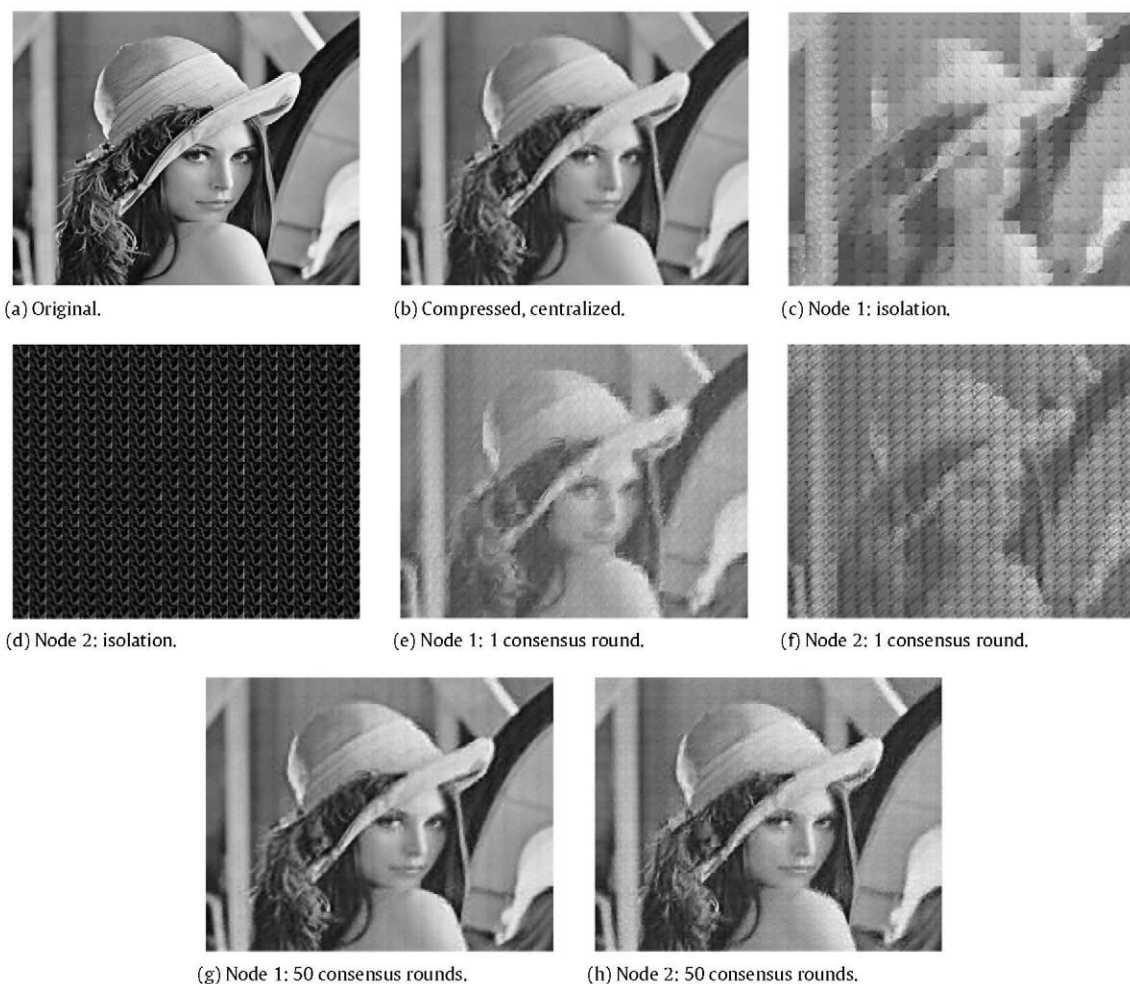 (a) Original.
(b) Compressed, centralized.
(c) Node 1: isolation.
(d) Node 2: isolation.
(e) Node 1: 1 consensus round.
(f) Node 2: 1 consensus round.
(g) Node 1: 50 consensus rounds.
(h) Node 2: 50 consensus rounds.